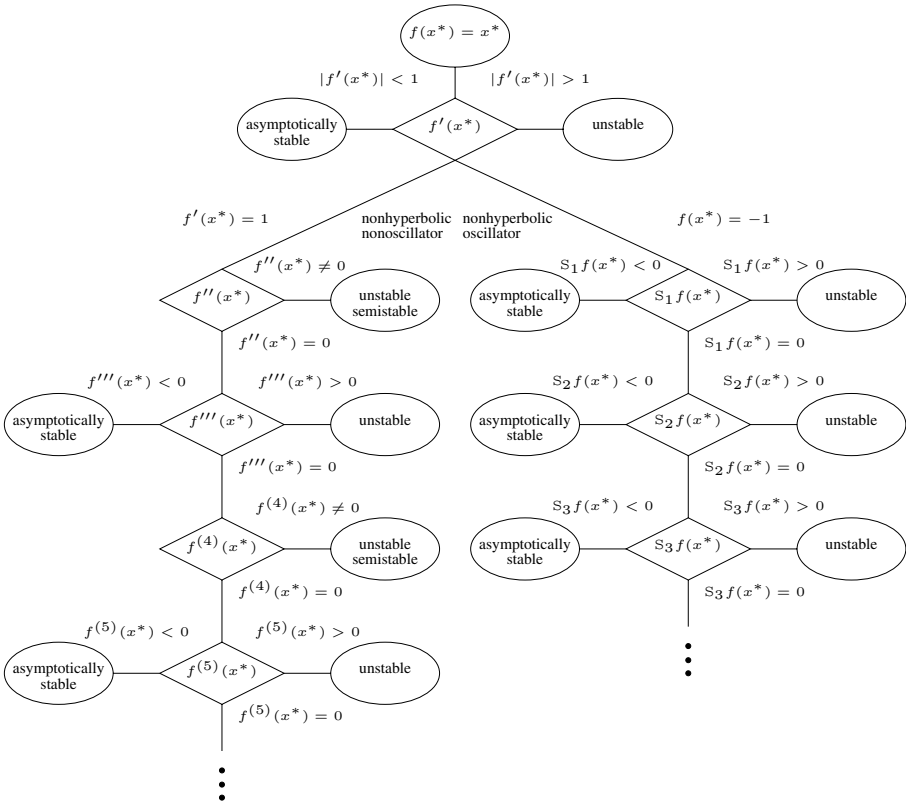 f(x*) = x*
|f′(x*)| < 1 |f′(x*)| > 1
asymptotically
stable
f′(x*)
unstable
f′(x*) = 1
nonhyperbolic
nonoscillator
nonhyperbolic
oscillator
f(x*) = −1
f′′(x*) ≠ 0
f′′(x*)
unstable
semistable
f′′(x*) = 0
f′′′(x*) < 0 f′′′(x*) > 0
asymptotically
stable
f′′′(x*)
unstable
f′′′(x*) = 0
f⁽⁴⁾(x*) ≠ 0
f⁽⁴⁾(x*)
unstable
semistable
f⁽⁴⁾(x*) = 0
f⁽⁵⁾(x*) < 0 f⁽⁵⁾(x*) > 0
asymptotically
stable
f⁽⁵⁾(x*)
unstable
f⁽⁵⁾(x*) = 0
S₁f(x*) < 0 S₁f(x*) > 0
asymptotically
stable
S₁f(x*)
unstable
S₁f(x*) = 0
S₂f(x*) < 0 S₂f(x*) > 0
asymptotically
stable
S₂f(x*)
unstable
S₂f(x*) = 0
S₃f(x*) < 0 S₃f(x*) > 0
asymptotically
stable
S₃f(x*)
unstable
S₃f(x*) = 0